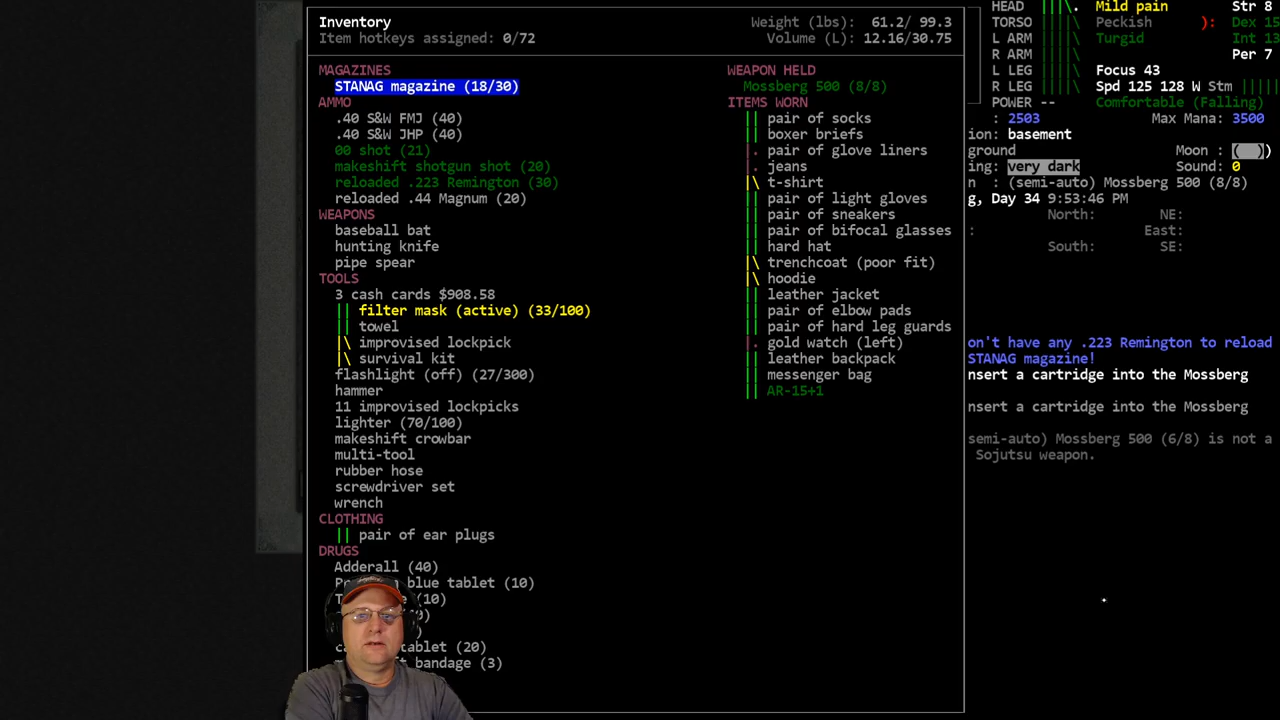 Inventory
Weight (lbs): 61.2/ 99.3
Item hotkeys assigned: 0/72
Volume (L): 12.16/30.75
MAGAZINES
STANAG magazine (18/30)
AMMO
.40 S&W FMJ (40)
.40 S&W JHP (40)
00 shot (21)
makeshift shotgun shot (20)
reloaded .223 Remington (30)
reloaded .44 Magnum (20)
WEAPONS
baseball bat
hunting knife
pipe spear
TOOLS
3 cash cards $908.58
|| filter mask (active) (33/100)
|| towel
|\ improvised lockpick
|\ survival kit
flashlight (off) (27/300)
hammer
11 improvised lockpicks
lighter (70/100)
makeshift crowbar
multi-tool
rubber hose
screwdriver set
wrench
CLOTHING
|| pair of ear plugs
DRUGS
Adderall (40)
blue tablet (10)
(10)
tablet (20)
bandage (3)
WEAPON HELD
Mossberg 500 (8/8)
ITEMS WORN
|| pair of socks
|| boxer briefs
|. pair of glove liners
|. jeans
|\ t-shirt
|| pair of light gloves
|| pair of sneakers
|| pair of bifocal glasses
|| hard hat
|\ trenchcoat (poor fit)
|\ hoodie
|| leather jacket
|| pair of elbow pads
|| pair of hard leg guards
|. gold watch (left)
|| leather backpack
|| messenger bag
|| AR-15+1
HEAD |||\. Mild pain Str 8
TORSO ||||\ Peckish ): Dex 15
L ARM ||||\ Turgid Int 13
R ARM ||||\ Per 7
L LEG ||||\ Focus 43
R LEG ||||\ Spd 125 128 W Stm |||||
POWER -- Comfortable (Falling)
: 2503 Max Mana: 3500
ion: basement
ground Moon : ( ))
ing: very dark Sound: 0
n : (semi-auto) Mossberg 500 (8/8)
g, Day 34 9:53:46 PM
North: NE:
: East:
South: SE:
on't have any .223 Remington to reload
STANAG magazine!
nsert a cartridge into the Mossberg
nsert a cartridge into the Mossberg
semi-auto) Mossberg 500 (6/8) is not a
Sojutsu weapon.